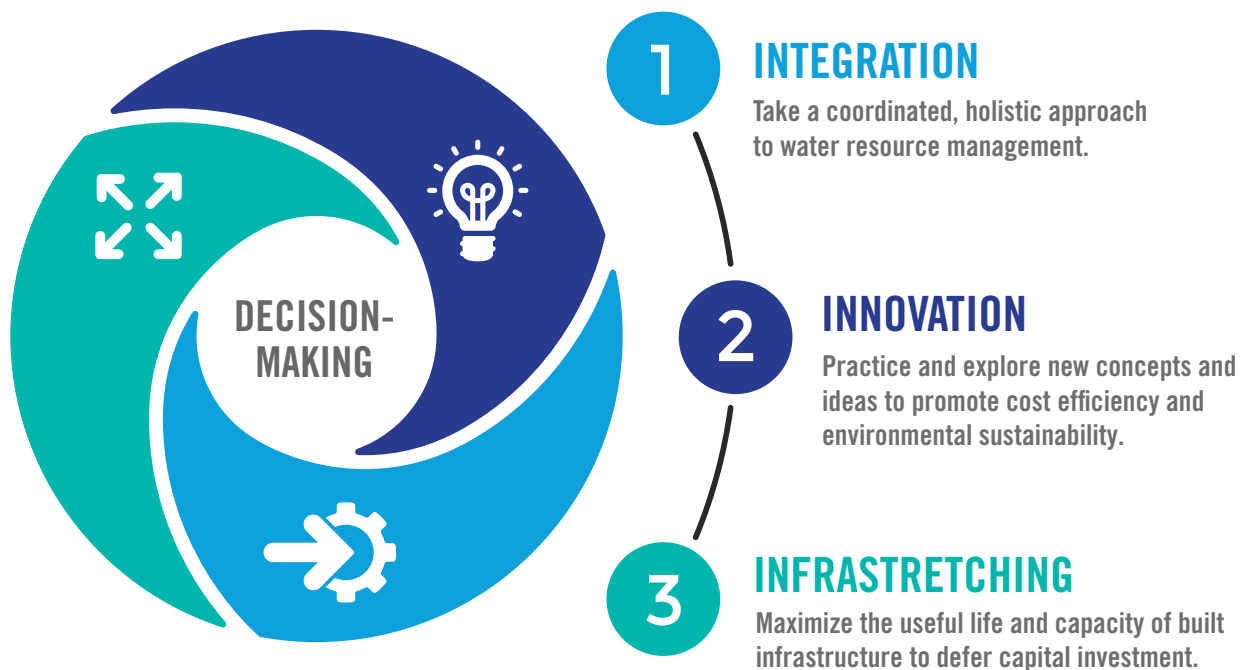 DECISION-
MAKING
1
INTEGRATION
Take a coordinated, holistic approach
to water resource management.
2
INNOVATION
Practice and explore new concepts and
ideas to promote cost efficiency and
environmental sustainability.
3
INFRASTRETCHING
Maximize the useful life and capacity of built
infrastructure to defer capital investment.